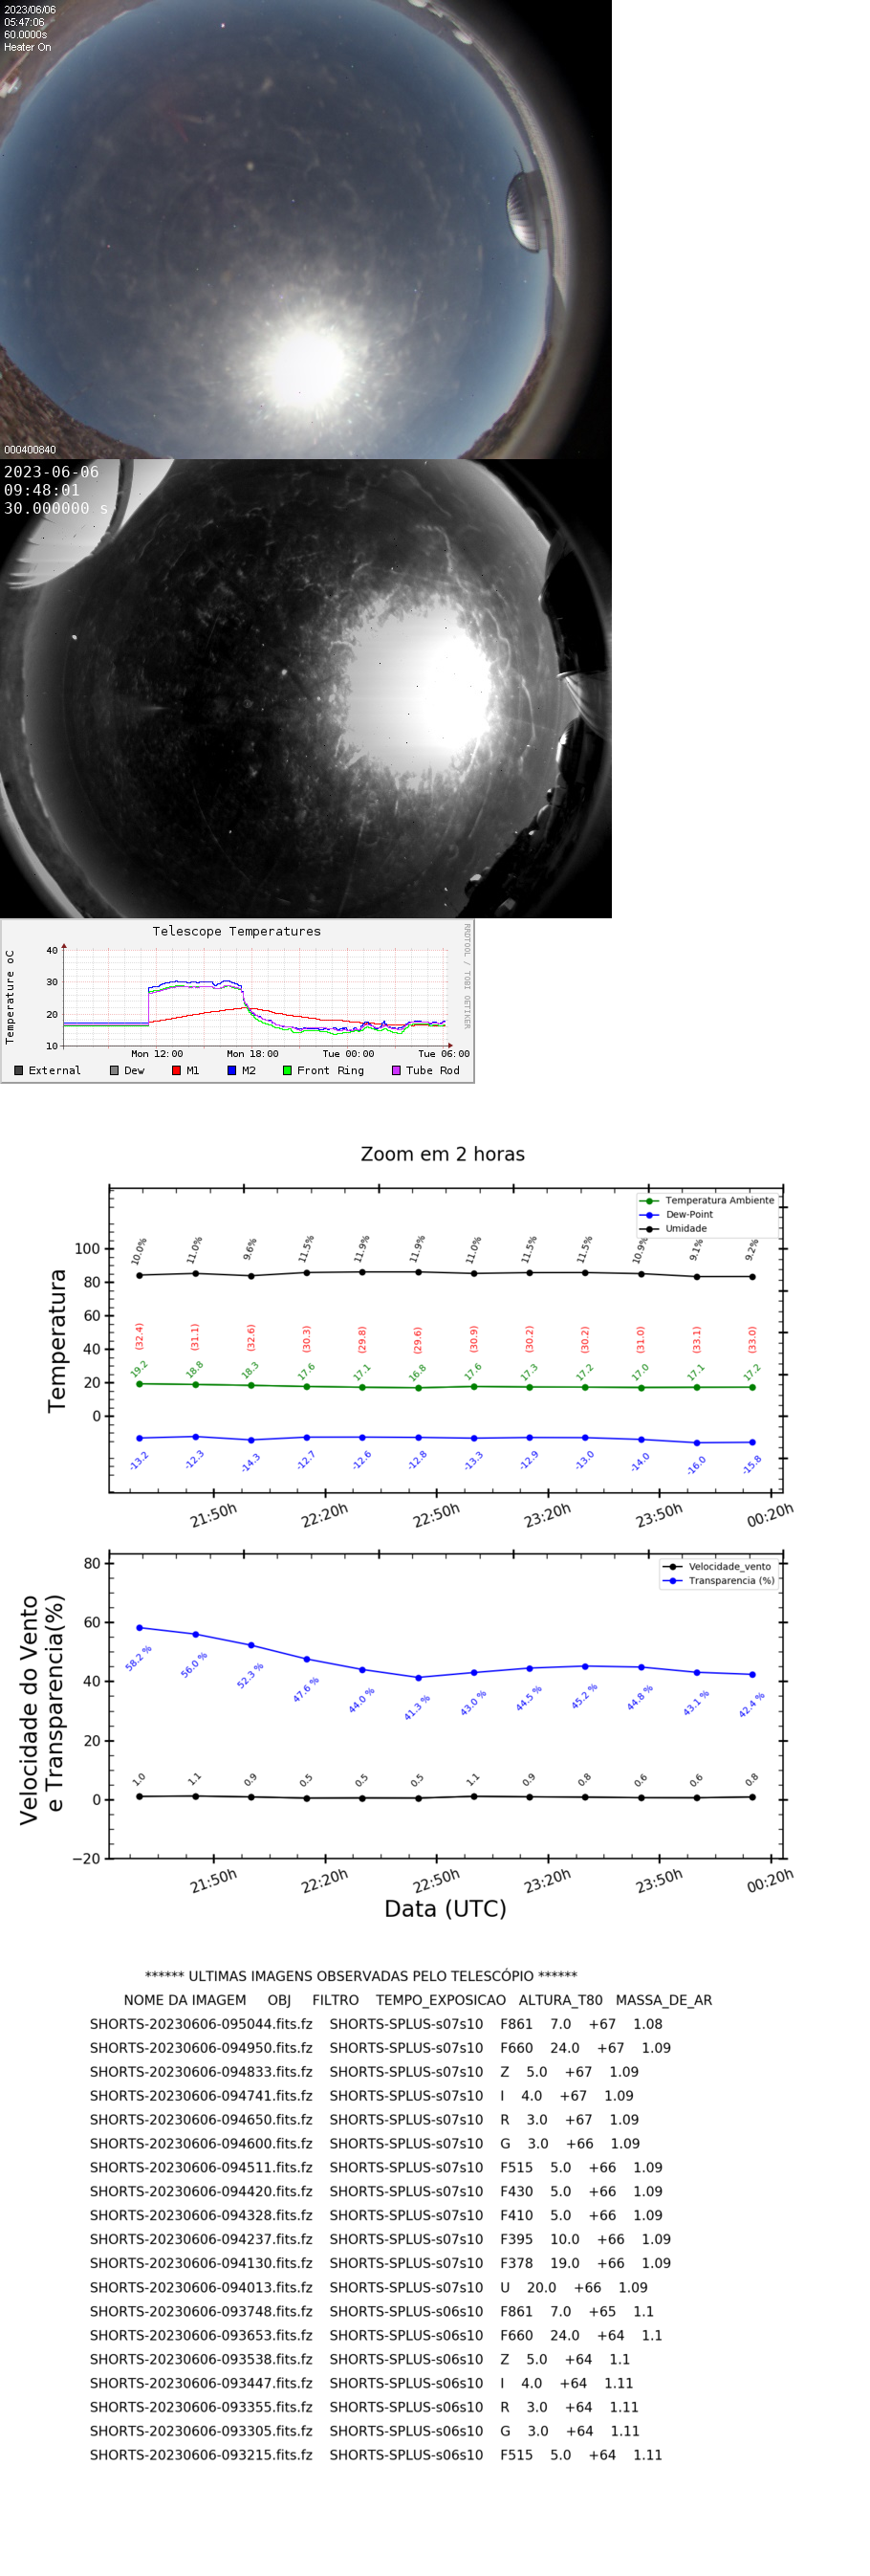 2023/06/06
05:47:06
60.0000s
Heater On
000400840
2023-06-06
09:48:01
30.000000 s
Telescope Temperatures
RRDTOOL / TOBI OETIKER
Temperature oC
40
30
20
10
Mon 12:00 Mon 18:00 Tue 00:00 Tue 06:00
External Dew M1 M2 Front Ring Tube Rod
Zoom em 2 horas
Temperatura Ambiente
Dew-Point
Umidade
Temperatura
100
80
60
40
20
0
10.0% 11.0% 9.6% 11.5% 11.9% 11.9% 11.0% 11.5% 11.5% 10.9% 9.1% 9.2%
(32.4) (31.1) (32.6) (30.3) (29.8) (29.6) (30.9) (30.2) (30.2) (31.0) (33.1) (33.0)
19.2 18.8 18.3 17.6 17.1 16.8 17.6 17.3 17.2 17.0 17.1 17.2
-13.2 -12.3 -14.3 -12.7 -12.6 -12.8 -13.3 -12.9 -13.0 -14.0 -16.0 -15.8
21:50h 22:20h 22:50h 23:20h 23:50h 00:20h
Velocidade_vento
Transparencia (%)
Velocidade do Vento
e Transparencia(%)
80
60
40
20
0
−20
58.2 % 56.0 % 52.3 % 47.6 % 44.0 % 41.3 % 43.0 % 44.5 % 45.2 % 44.8 % 43.1 % 42.4 %
1.0 1.1 0.9 0.5 0.5 0.5 1.1 0.9 0.8 0.6 0.6 0.8
21:50h 22:20h 22:50h 23:20h 23:50h 00:20h
Data (UTC)
****** ULTIMAS IMAGENS OBSERVADAS PELO TELESCÓPIO ******
NOME DA IMAGEM OBJ FILTRO TEMPO_EXPOSICAO ALTURA_T80 MASSA_DE_AR
SHORTS-20230606-095044.fits.fz SHORTS-SPLUS-s07s10 F861 7.0 +67 1.08
SHORTS-20230606-094950.fits.fz SHORTS-SPLUS-s07s10 F660 24.0 +67 1.09
SHORTS-20230606-094833.fits.fz SHORTS-SPLUS-s07s10 Z 5.0 +67 1.09
SHORTS-20230606-094741.fits.fz SHORTS-SPLUS-s07s10 I 4.0 +67 1.09
SHORTS-20230606-094650.fits.fz SHORTS-SPLUS-s07s10 R 3.0 +67 1.09
SHORTS-20230606-094600.fits.fz SHORTS-SPLUS-s07s10 G 3.0 +66 1.09
SHORTS-20230606-094511.fits.fz SHORTS-SPLUS-s07s10 F515 5.0 +66 1.09
SHORTS-20230606-094420.fits.fz SHORTS-SPLUS-s07s10 F430 5.0 +66 1.09
SHORTS-20230606-094328.fits.fz SHORTS-SPLUS-s07s10 F410 5.0 +66 1.09
SHORTS-20230606-094237.fits.fz SHORTS-SPLUS-s07s10 F395 10.0 +66 1.09
SHORTS-20230606-094130.fits.fz SHORTS-SPLUS-s07s10 F378 19.0 +66 1.09
SHORTS-20230606-094013.fits.fz SHORTS-SPLUS-s07s10 U 20.0 +66 1.09
SHORTS-20230606-093748.fits.fz SHORTS-SPLUS-s06s10 F861 7.0 +65 1.1
SHORTS-20230606-093653.fits.fz SHORTS-SPLUS-s06s10 F660 24.0 +64 1.1
SHORTS-20230606-093538.fits.fz SHORTS-SPLUS-s06s10 Z 5.0 +64 1.1
SHORTS-20230606-093447.fits.fz SHORTS-SPLUS-s06s10 I 4.0 +64 1.11
SHORTS-20230606-093355.fits.fz SHORTS-SPLUS-s06s10 R 3.0 +64 1.11
SHORTS-20230606-093305.fits.fz SHORTS-SPLUS-s06s10 G 3.0 +64 1.11
SHORTS-20230606-093215.fits.fz SHORTS-SPLUS-s06s10 F515 5.0 +64 1.11